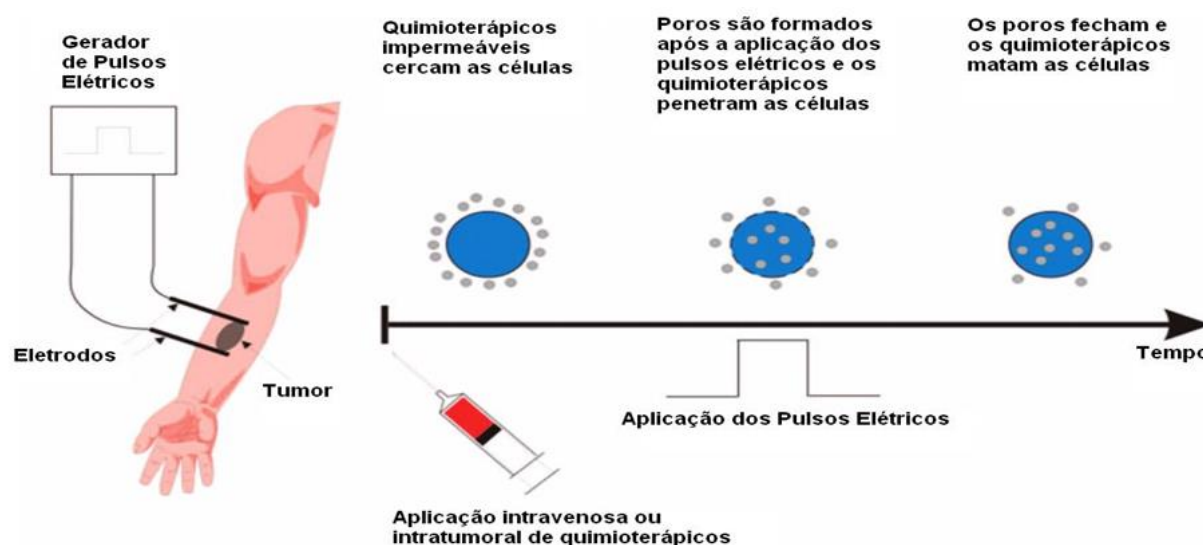 Gerador
de Pulsos
Elétricos
Eletrodos
Tumor
Quimioterápicos
impermeáveis
cercam as células
Poros são formados
após a aplicação dos
pulsos elétricos e os
quimioterápicos
penetram as células
Os poros fecham e
os quimioterápicos
matam as células
Tempo
Aplicação dos Pulsos Elétricos
Aplicação intravenosa ou
intratumoral de quimioterápicos